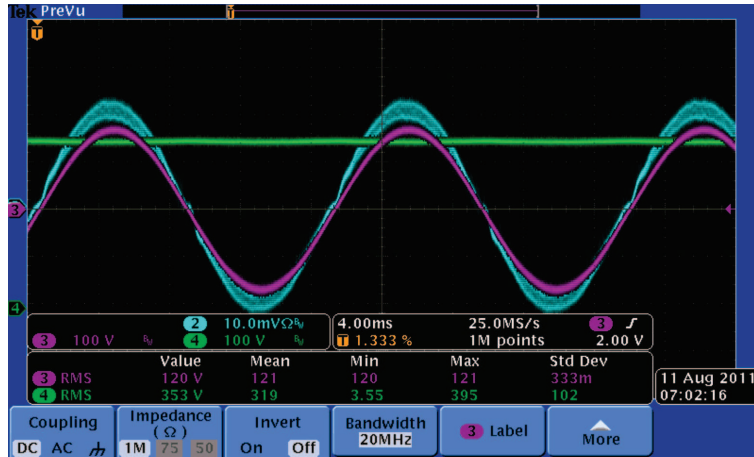 Tek PreVu
T
T
3
4
2 10.0mVΩBW
3 100 V BW 4 100 V BW
4.00ms 25.0MS/s 3
T 1.333 % 1M points 2.00 V
Value Mean Min Max Std Dev
3 RMS 120 V 121 120 121 333m
4 RMS 353 V 319 3.55 395 102
11 Aug 2011
07:02:16
Coupling
DC AC
Impedance
(Ω)
1M 75 50
Invert
On Off
Bandwidth
20MHz
3 Label
More